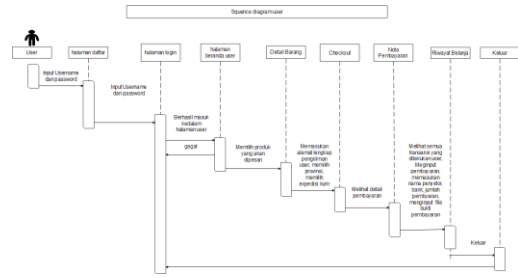 Squence diagram user
User
halaman daftar
halaman login
halaman
beranda user
Detail Barang
Checkout
Nota
Pembayaran
Riwayat Belanja
Keluar
Input Username
dan password
Input Username
dan password
Berhasil masuk
kedalam
halaman user
gagal
Memilih produk
yang akan
dipesan
Memasukan
alamat lengkap
pengiriman
user, memilih
provinsi,
memilih
expedisi kurir
Melihat detail
pembayaran
Melihat semua
transaksi yang
dilakukan user,
Meginput
pembayaran,
memasukan
nama penyetor,
bank, jumlah
pembayaran,
menginput file
bukti
pembayaran
Keluar